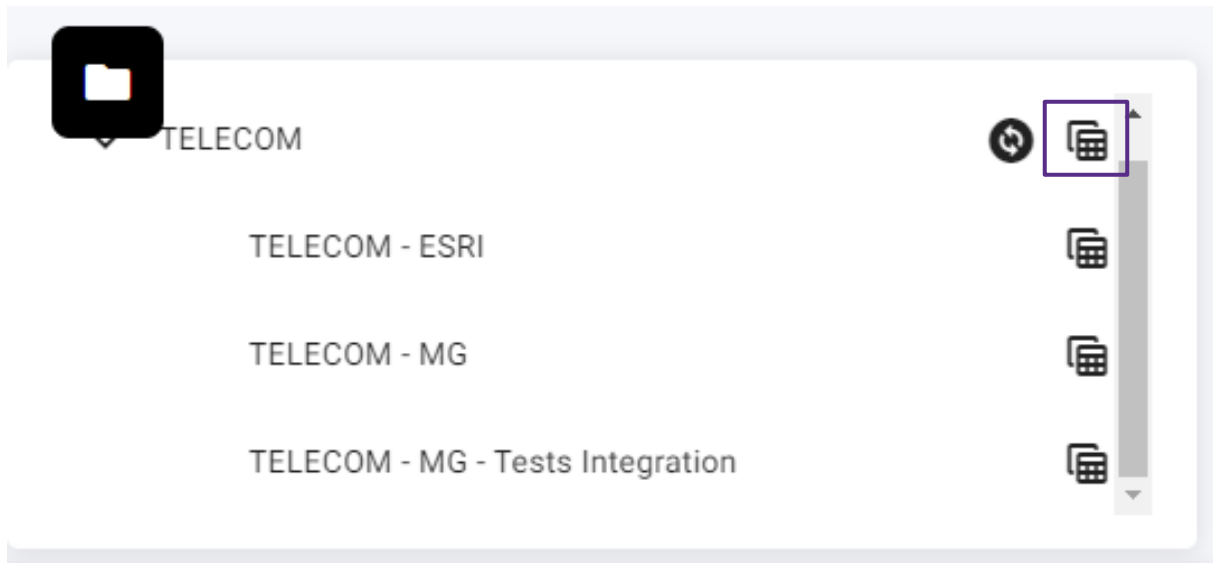 TELECOM
TELECOM - ESRI
TELECOM - MG
TELECOM - MG - Tests Integration